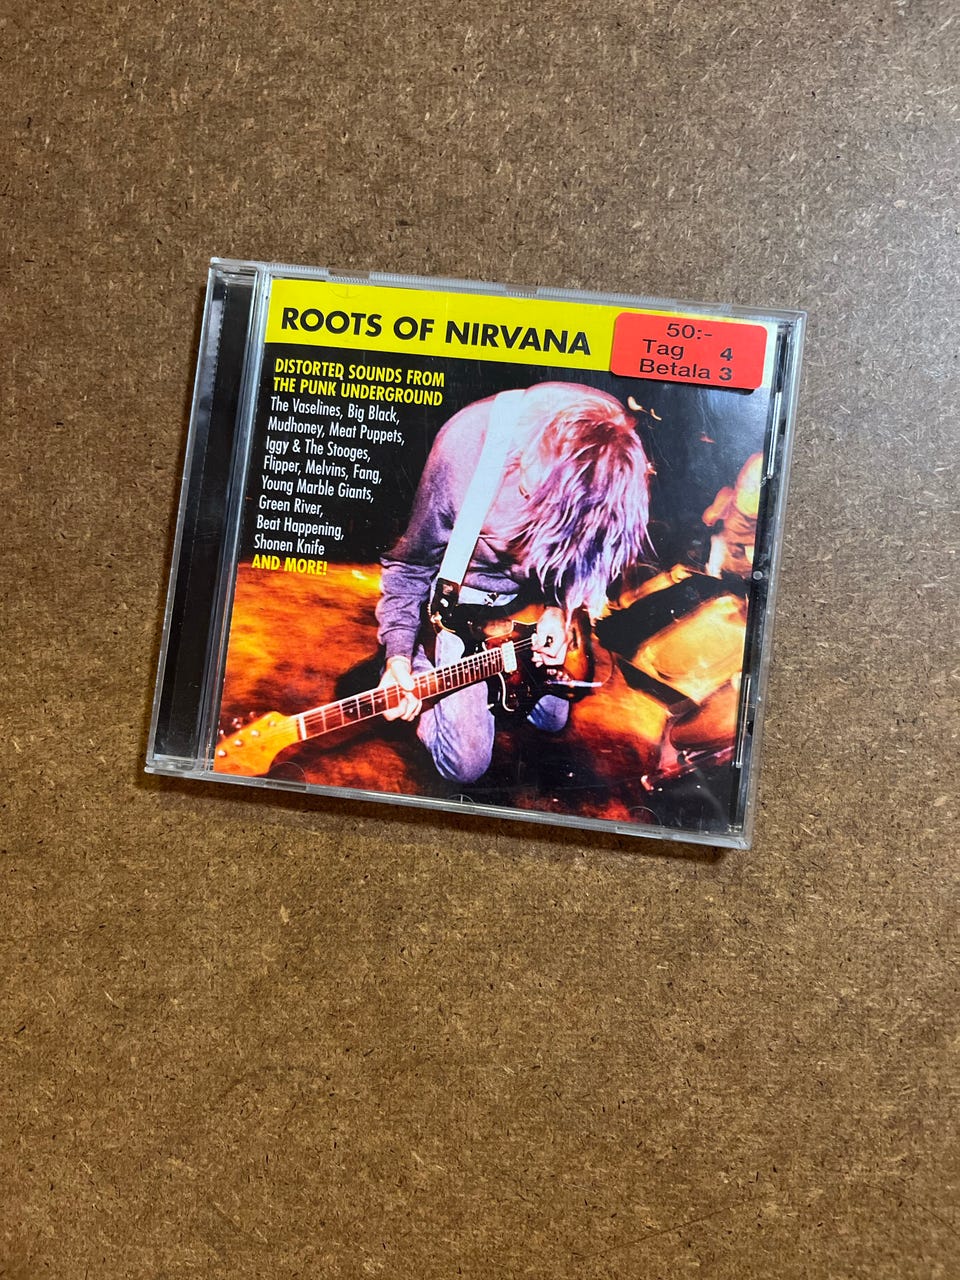 ROOTS OF NIRVANA
50:-
Tag 4
Betala 3
DISTORTED SOUNDS FROM
THE PUNK UNDERGROUND
The Vaselines, Big Black,
Mudhoney, Meat Puppets,
Iggy & The Stooges,
Flipper, Melvins, Fang,
Young Marble Giants,
Green River,
Beat Happening,
Shonen Knife
AND MORE!